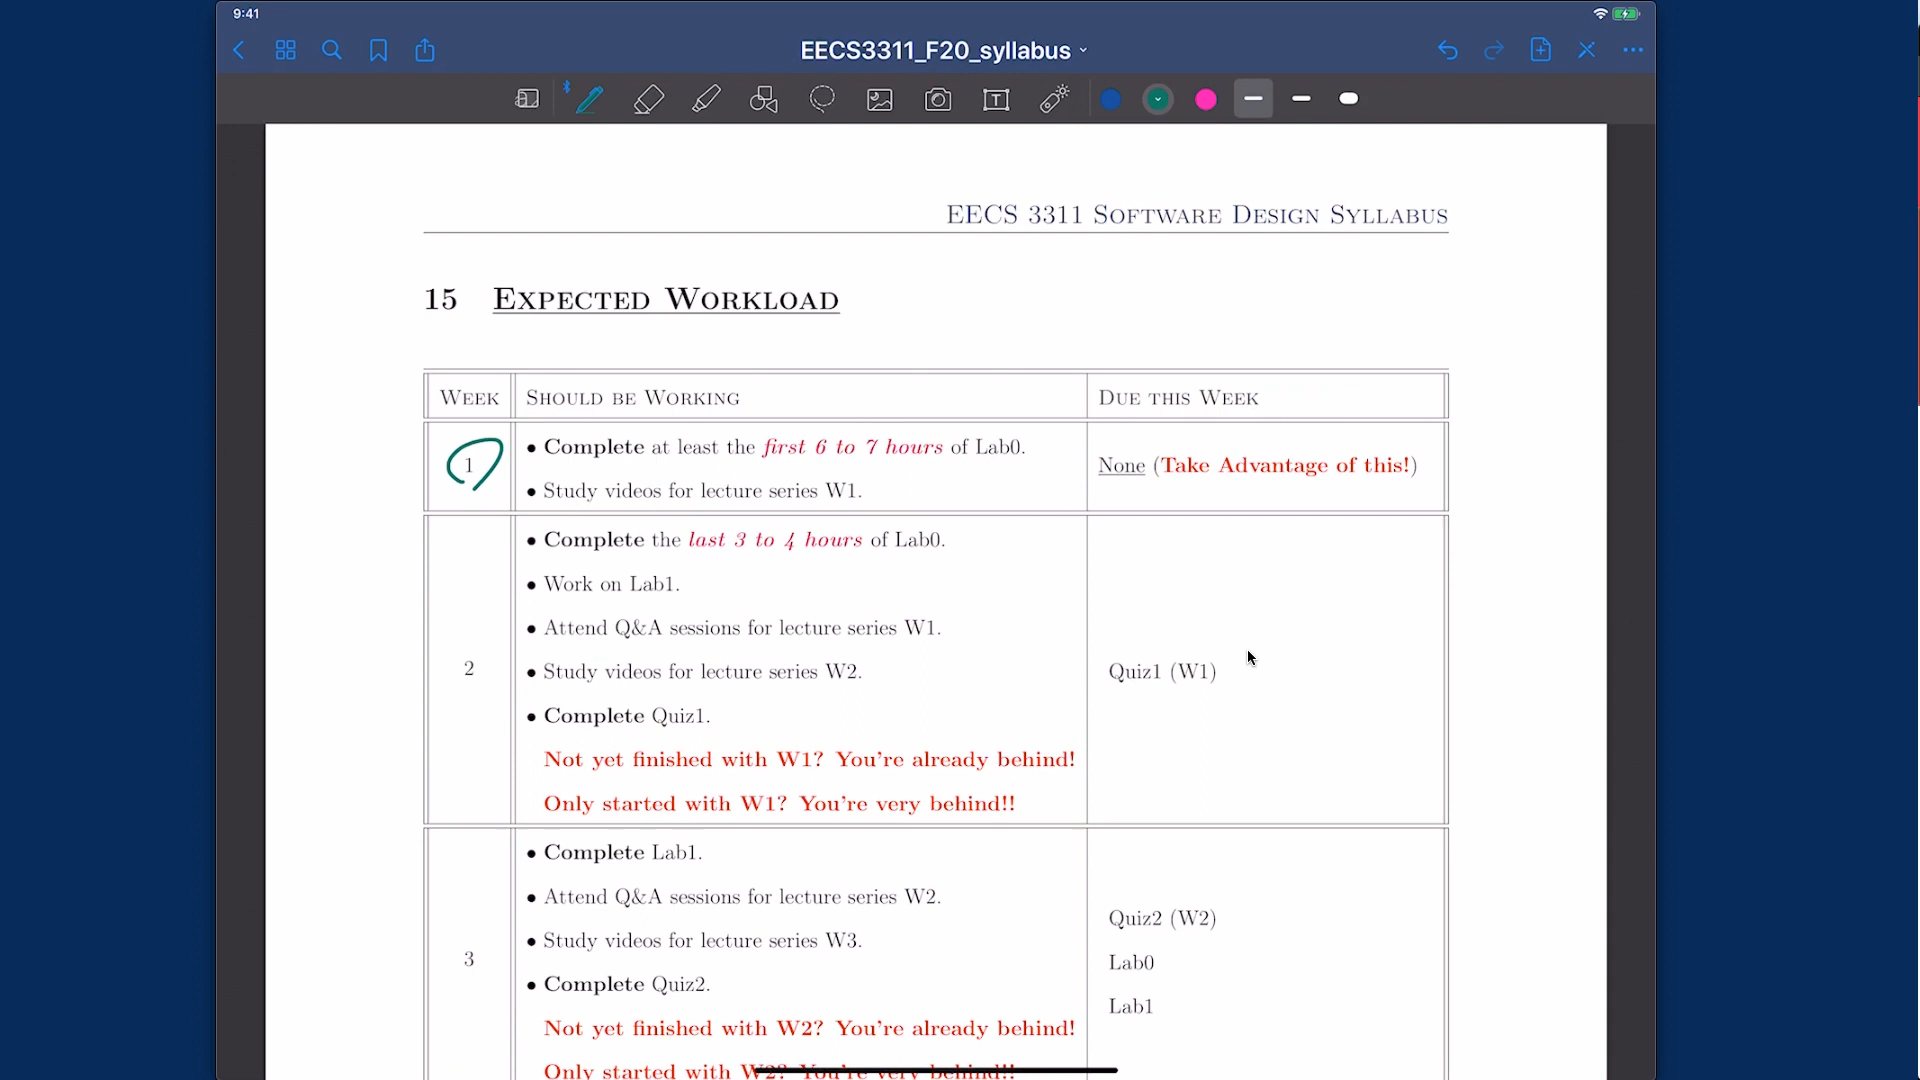 9:41
EECS3311_F20_syllabus
EECS 3311 Software Design Syllabus
15 Expected Workload
Week Should be Working Due this Week
1
• Complete at least the first 6 to 7 hours of Lab0.
• Study videos for lecture series W1.
None (Take Advantage of this!)
2
• Complete the last 3 to 4 hours of Lab0.
• Work on Lab1.
• Attend Q&A sessions for lecture series W1.
• Study videos for lecture series W2.
• Complete Quiz1.
Not yet finished with W1? You're already behind!
Only started with W1? You're very behind!!
Quiz1 (W1)
3
• Complete Lab1.
• Attend Q&A sessions for lecture series W2.
• Study videos for lecture series W3.
• Complete Quiz2.
Not yet finished with W2? You're already behind!
Only started with W2? You're very behind!!
Quiz2 (W2)
Lab0
Lab1